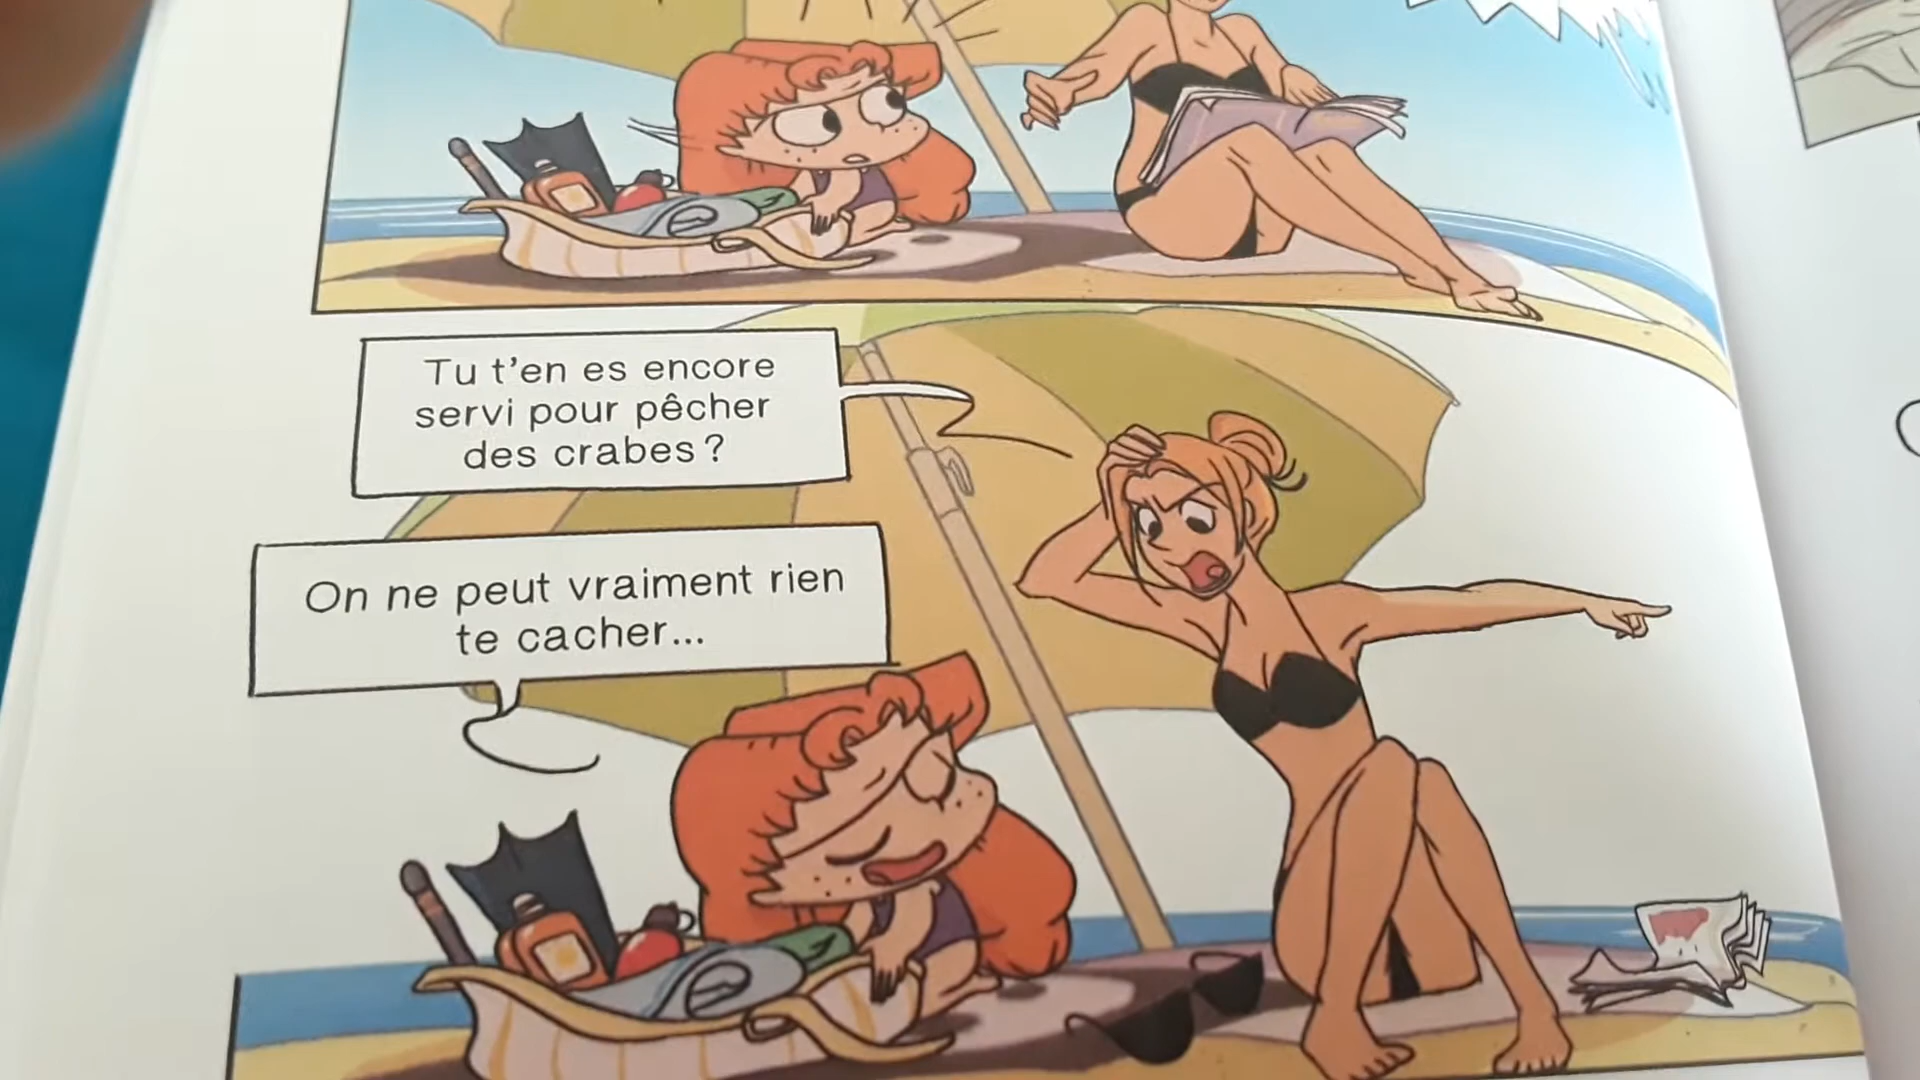 Tu t'en es encore
servi pour pêcher
des crabes ?
On ne peut vraiment rien
te cacher...